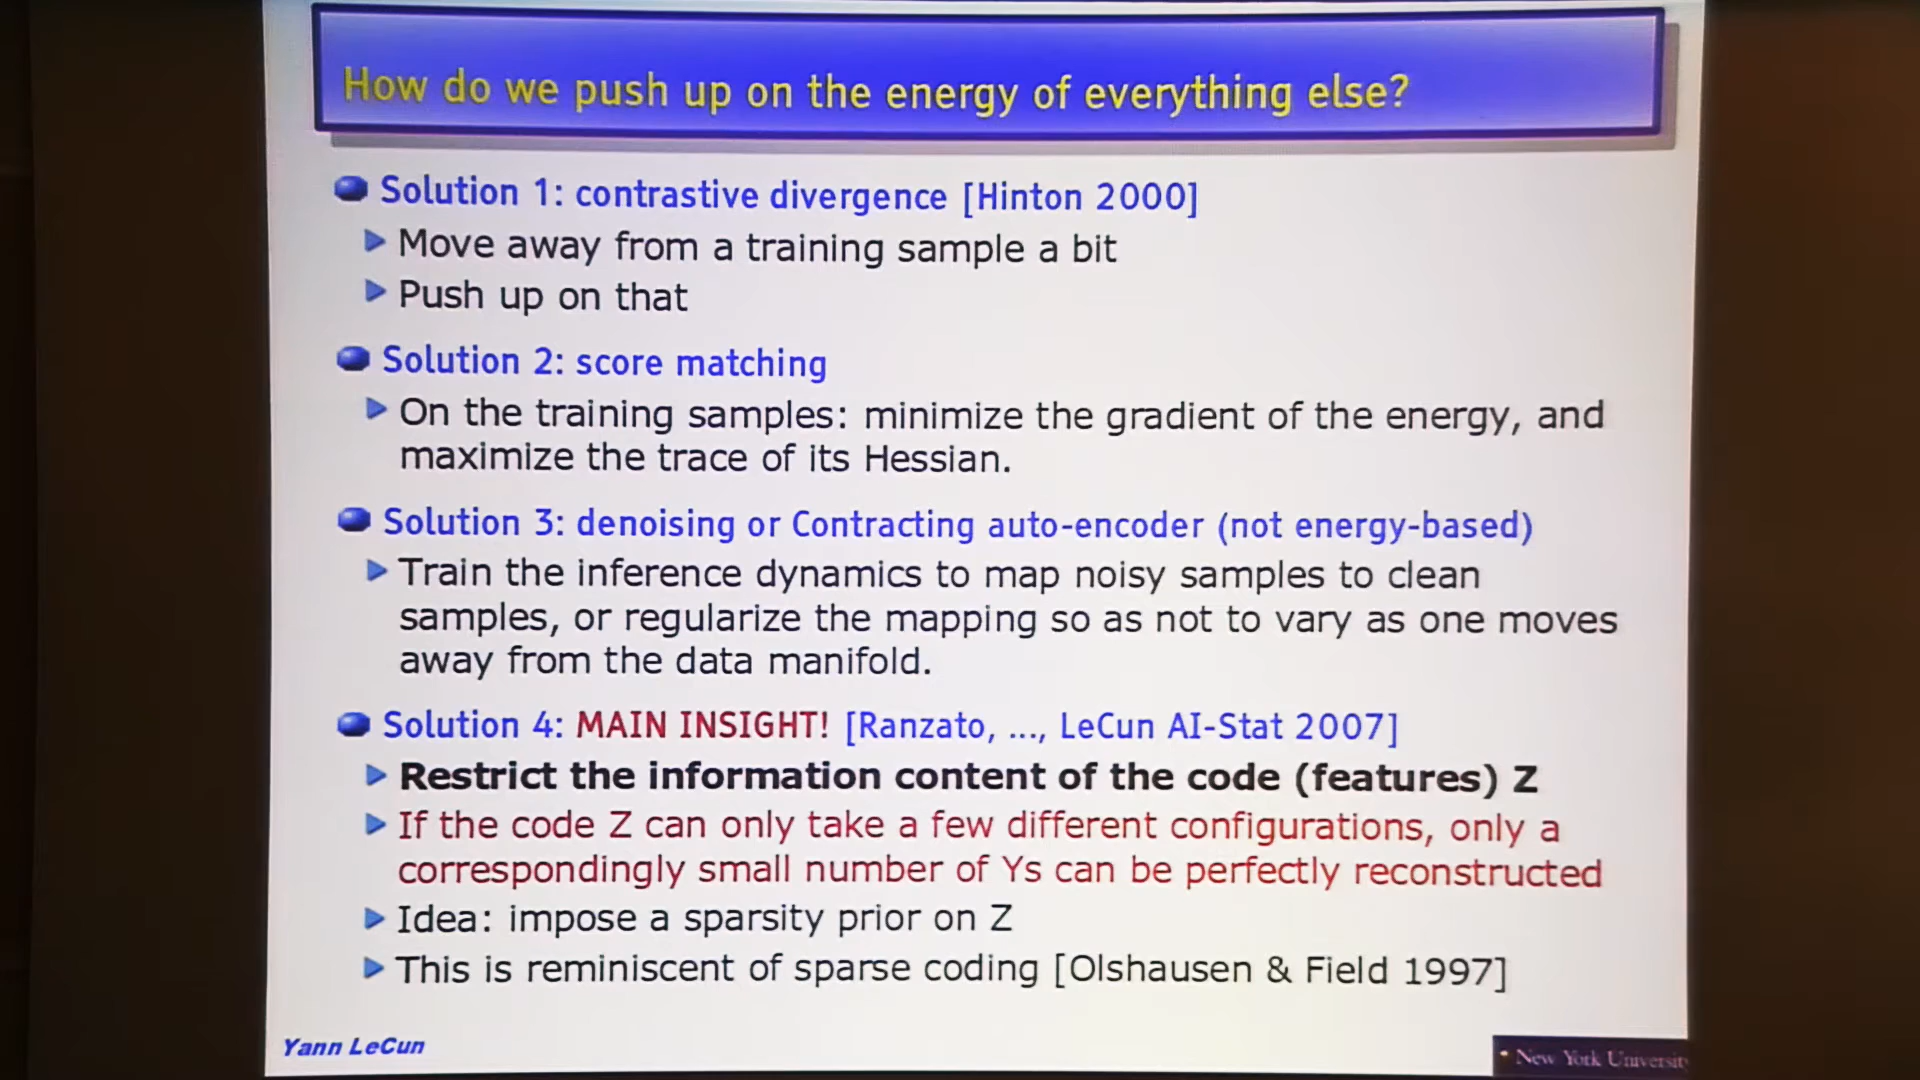 How do we push up on the energy of everything else?
Solution 1: contrastive divergence [Hinton 2000]
Move away from a training sample a bit
Push up on that
Solution 2: score matching
On the training samples: minimize the gradient of the energy, and
maximize the trace of its Hessian.
Solution 3: denoising or Contracting auto-encoder (not energy-based)
Train the inference dynamics to map noisy samples to clean
samples, or regularize the mapping so as not to vary as one moves
away from the data manifold.
Solution 4: MAIN INSIGHT! [Ranzato, ..., LeCun AI-Stat 2007]
Restrict the information content of the code (features) Z
If the code Z can only take a few different configurations, only a
correspondingly small number of Ys can be perfectly reconstructed
Idea: impose a sparsity prior on Z
This is reminiscent of sparse coding [Olshausen & Field 1997]
Yann LeCun
New York University